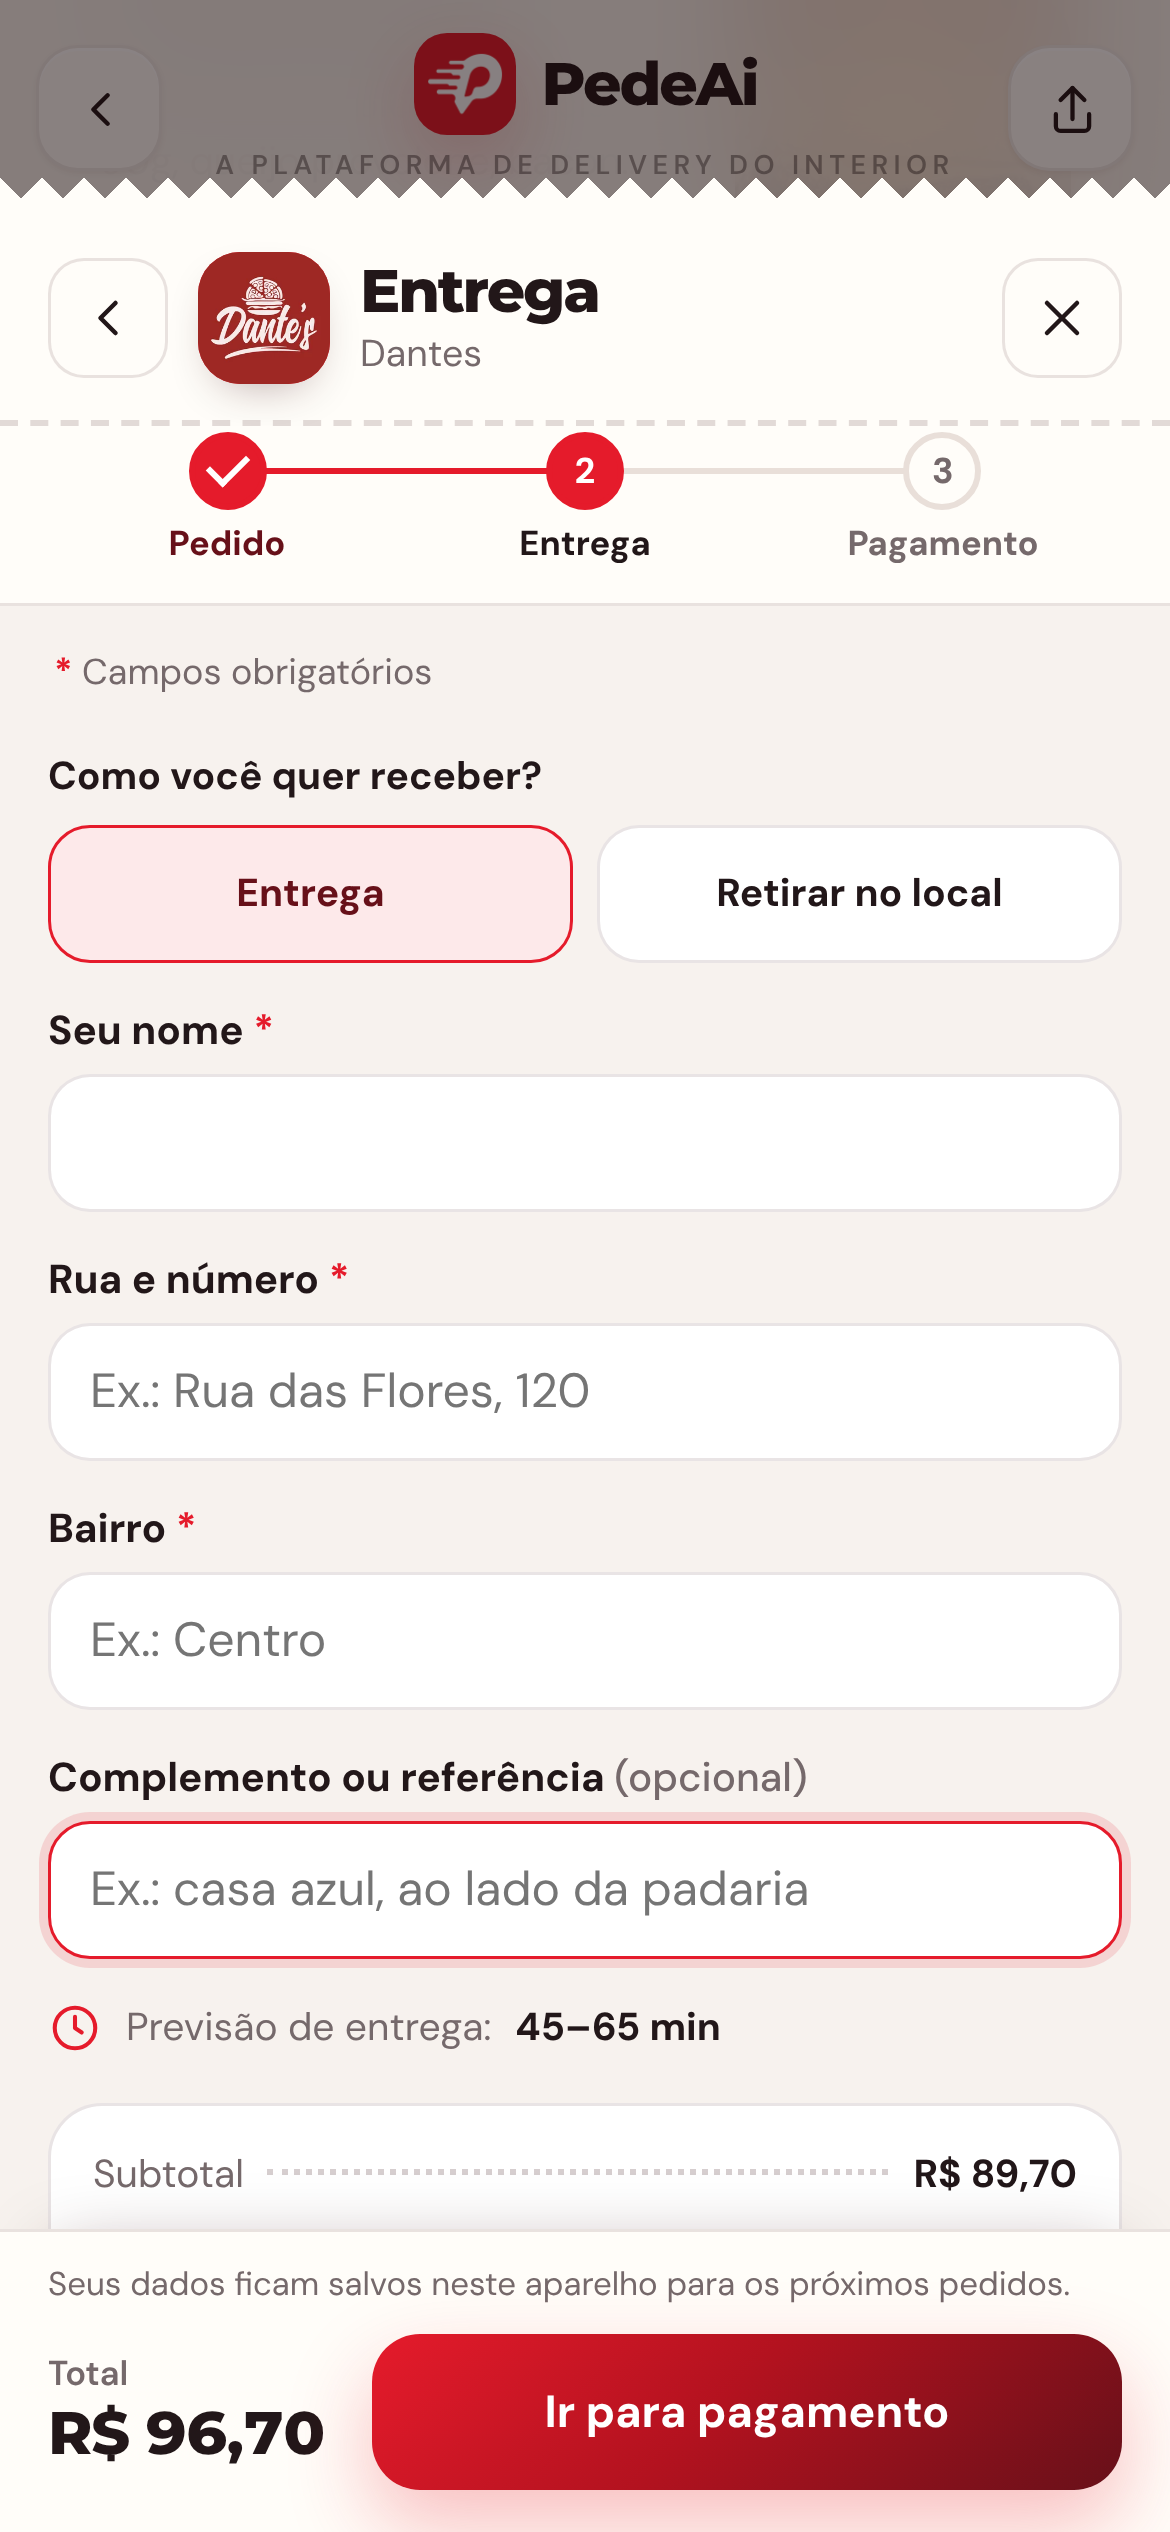 PedeAi
A PLATAFORMA DE DELIVERY DO INTERIOR
Dante's
Entrega
Dantes
2
3
Pedido
Entrega
Pagamento
* Campos obrigatórios
Como você quer receber?
Entrega
Retirar no local
Seu nome *
Rua e número *
Ex.: Rua das Flores, 120
Bairro *
Ex.: Centro
Complemento ou referência (opcional)
Ex.: casa azul, ao lado da padaria
Previsão de entrega: 45–65 min
Subtotal R$ 89,70
Seus dados ficam salvos neste aparelho para os próximos pedidos.
Total
R$ 96,70
Ir para pagamento